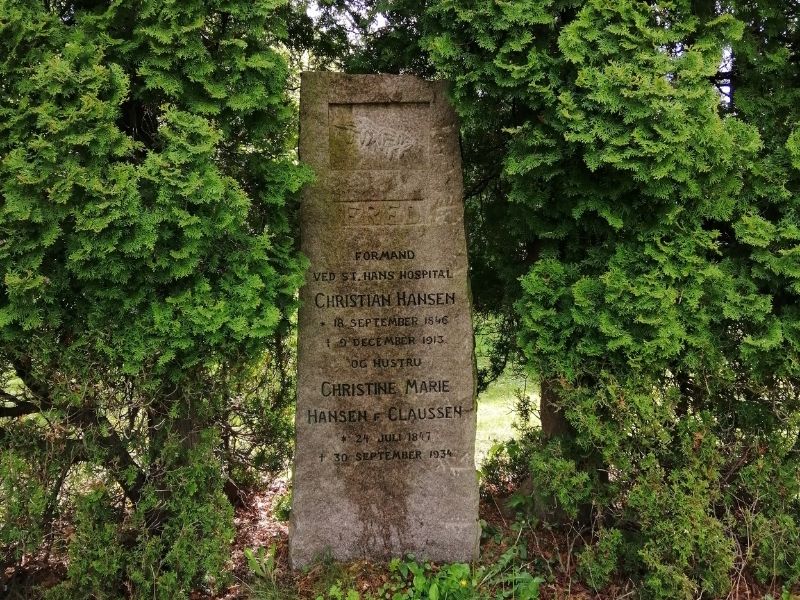 FRED
FORMAND
VED ST. HANS HOSPITAL
CHRISTIAN HANSEN
* 18. SEPTEMBER 1846
† 9. DECEMBER 1913.
OG HUSTRU
CHRISTINE MARIE
HANSEN F. CLAUSSEN
* 24. JULI 1847
† 30. SEPTEMBER 1934